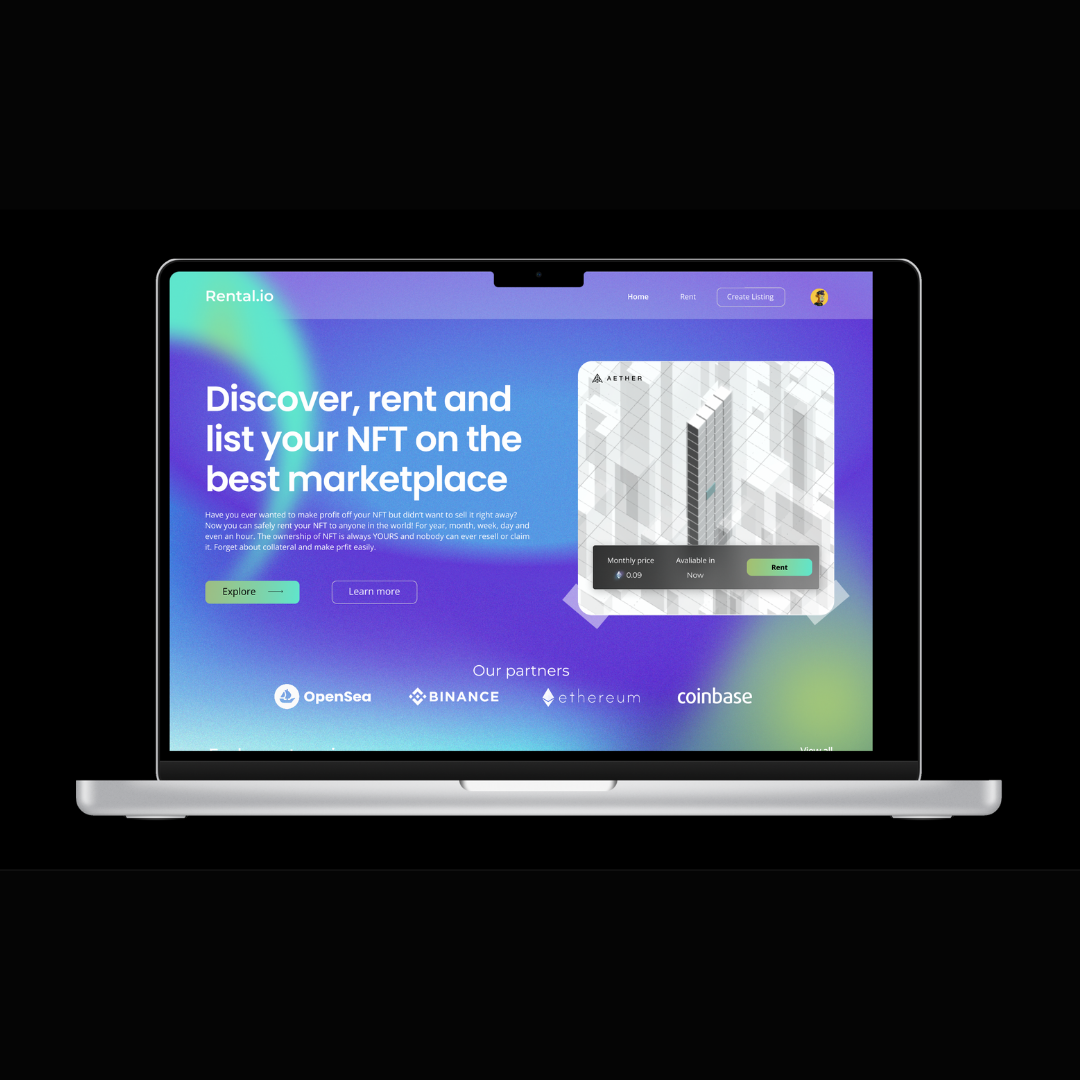 Rental.io
Home
Rent
Create Listing
AETHER
Discover, rent and
list your NFT on the
best marketplace
Have you ever wanted to make profit off your NFT but didn't want to sell it right away?
Now you can safely rent your NFT to anyone in the world! For year, month, week, day and
even an hour. The ownership of NFT is always YOURS and nobody can ever resell or claim
it. Forget about collateral and make prfit easily.
Monthly price
Avaliable in
0.09
Now
Rent
Explore
Learn more
Our partners
OpenSea
BINANCE
ethereum
coinbase
View all